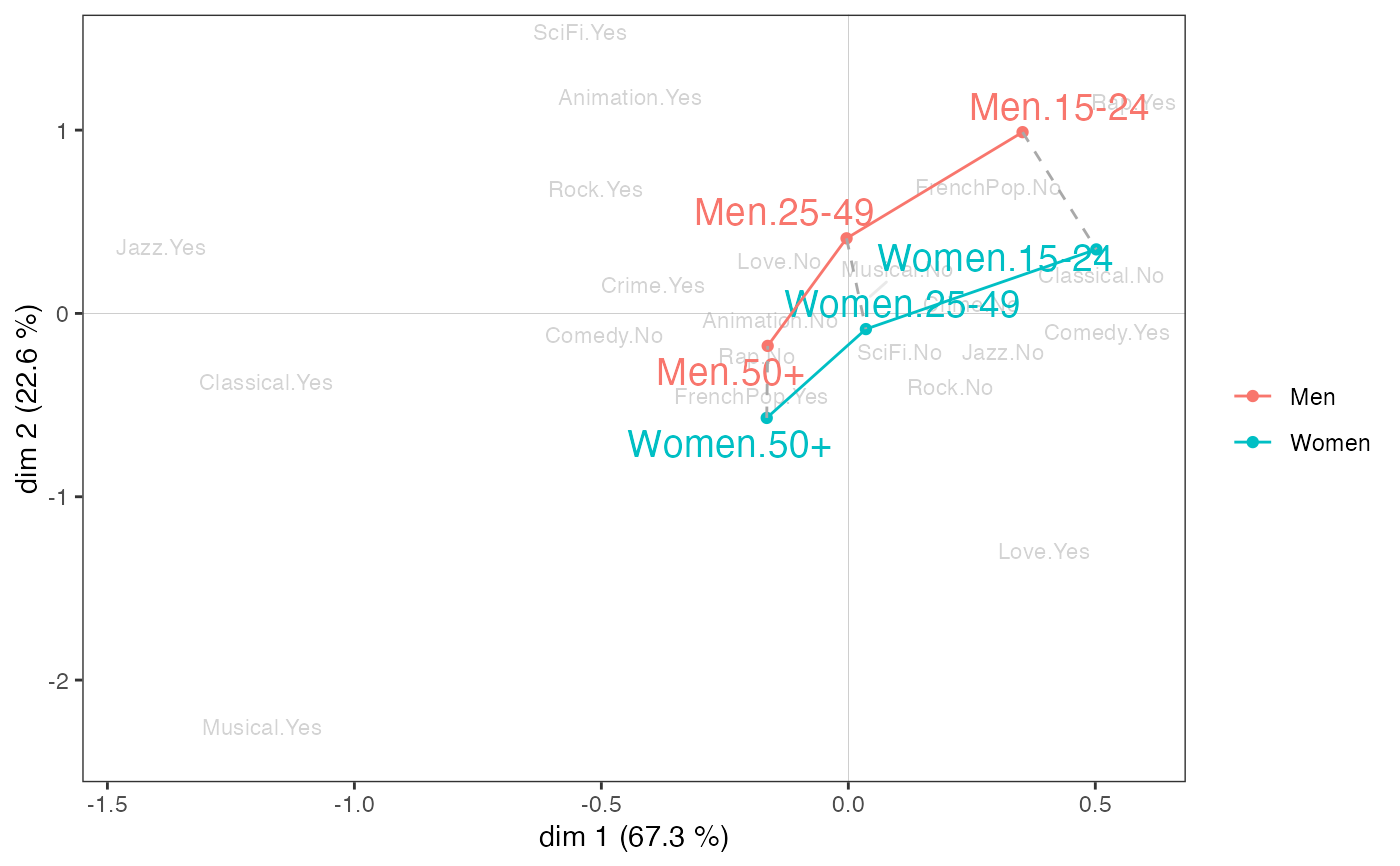 SciFi.Yes
Animation.Yes
Men.15-24
Rap.Yes
1
Rock.Yes
FrenchPop.No
Men.25-49
Jazz.Yes
Love.No
Women.15-24
Musical.No
Classical.No
Crime.Yes
Women.25-49
Crime.No
0
Animation.No
Comedy.No
Comedy.Yes
Rap.No
SciFi.No
Jazz.No
Men.50+
Classical.Yes
Rock.No
FrenchPop.Yes
Men
Women.50+
Women
-1
Love.Yes
-2
Musical.Yes
-1.5
-1.0
-0.5
0.0
0.5
dim 1 (67.3 %)
dim 2 (22.6 %)